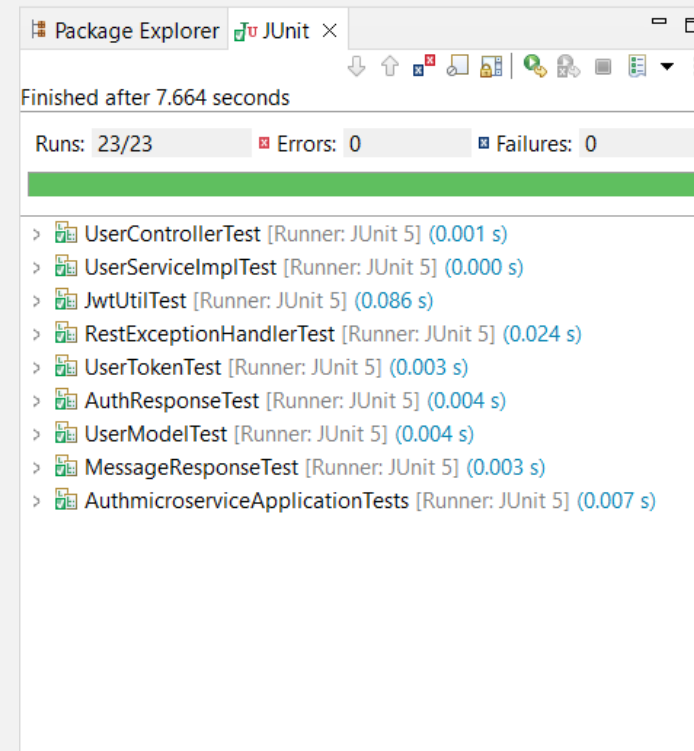 Package Explorer JUnit
Finished after 7.664 seconds
Runs: 23/23 Errors: 0 Failures: 0
UserControllerTest [Runner: JUnit 5] (0.001 s)
UserServiceImplTest [Runner: JUnit 5] (0.000 s)
JwtUtilTest [Runner: JUnit 5] (0.086 s)
RestExceptionHandlerTest [Runner: JUnit 5] (0.024 s)
UserTokenTest [Runner: JUnit 5] (0.003 s)
AuthResponseTest [Runner: JUnit 5] (0.004 s)
UserModelTest [Runner: JUnit 5] (0.004 s)
MessageResponseTest [Runner: JUnit 5] (0.003 s)
AuthmicroserviceApplicationTests [Runner: JUnit 5] (0.007 s)